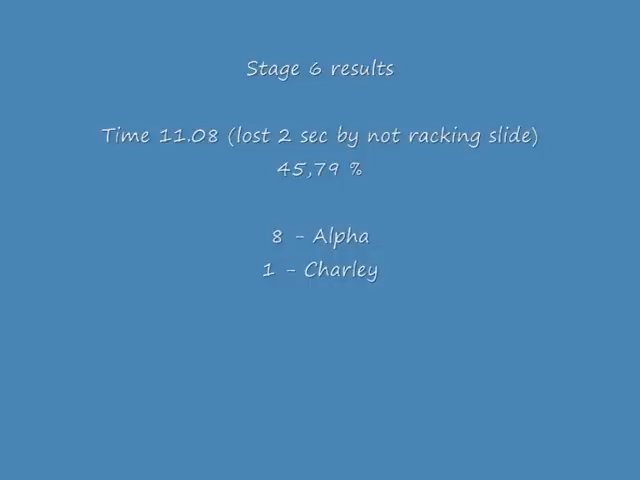 Stage 6 results
Time 11.08 (lost 2 sec by not racking slide)
45,79 %
8 - Alpha
1 - Charley